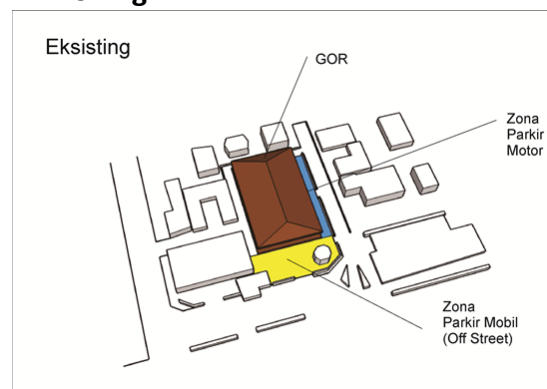 Eksisting
GOR
Zona
Parkir
Motor
Zona
Parkir Mobil
(Off Street)